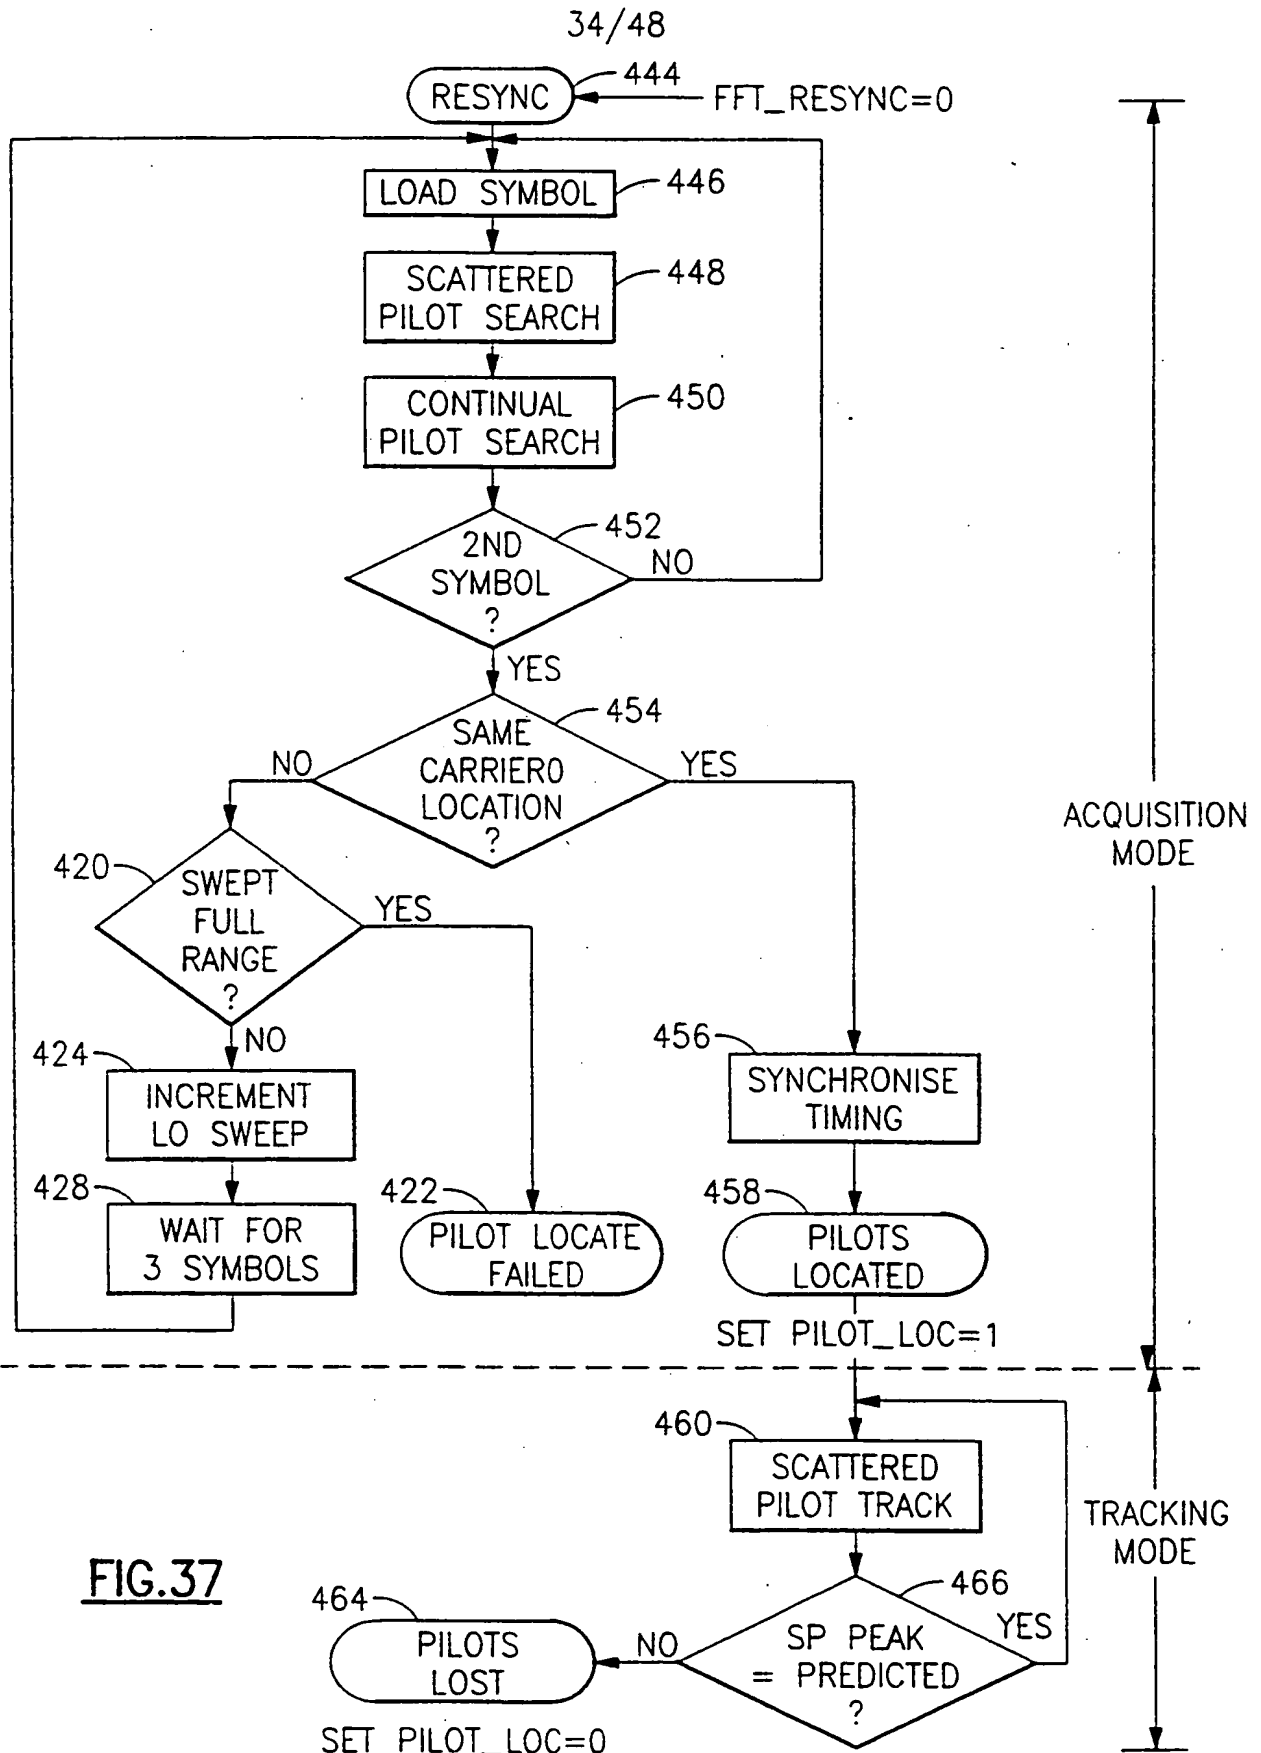 34/48
RESYNC
444
FFT_RESYNC=0
LOAD SYMBOL
446
SCATTERED
PILOT SEARCH
448
CONTINUAL
PILOT SEARCH
450
2ND
SYMBOL
?
452
NO
YES
SAME
CARRIER0
LOCATION
?
454
NO
YES
ACQUISITION
MODE
420
SWEPT
FULL
RANGE
?
YES
NO
424
INCREMENT
LO SWEEP
456
SYNCHRONISE
TIMING
428
WAIT FOR
3 SYMBOLS
422
PILOT LOCATE
FAILED
458
PILOTS
LOCATED
SET PILOT_LOC=1
460
SCATTERED
PILOT TRACK
TRACKING
MODE
FIG.37
464
PILOTS
LOST
NO
SP PEAK
= PREDICTED
?
466
YES
SET PILOT_LOC=0